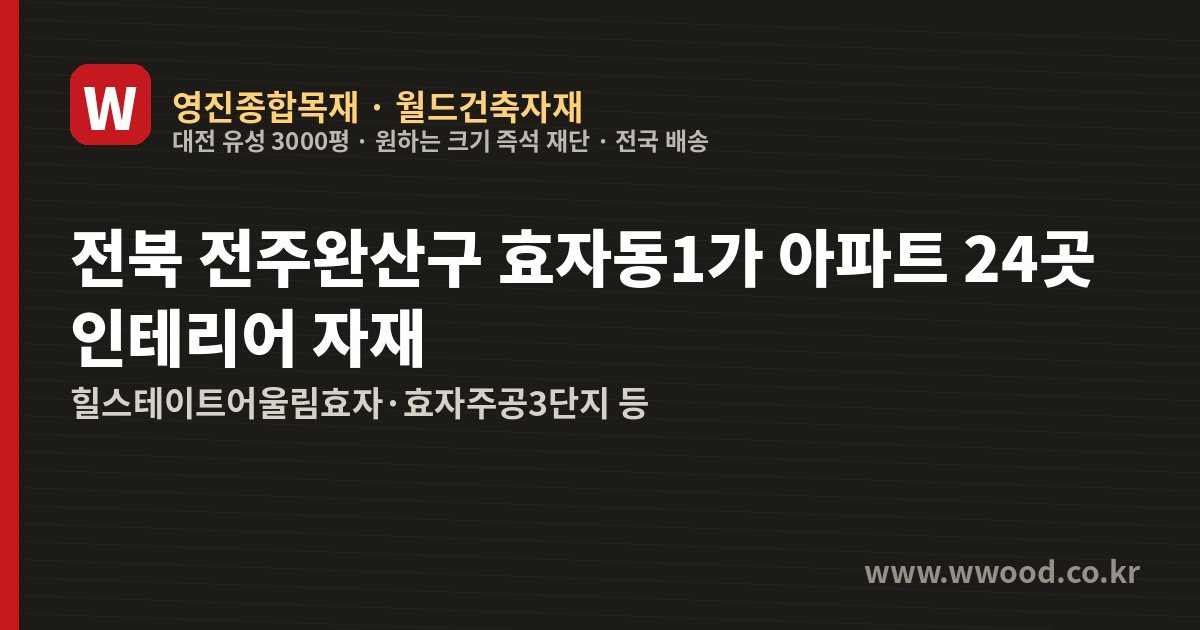 W
영진종합목재 · 월드건축자재
대전 유성 3000평 · 원하는 크기 즉석 재단 · 전국 배송
전북 전주완산구 효자동1가 아파트 24곳
인테리어 자재
힐스테이트어울림효자·효자주공3단지 등
www.wwood.co.kr